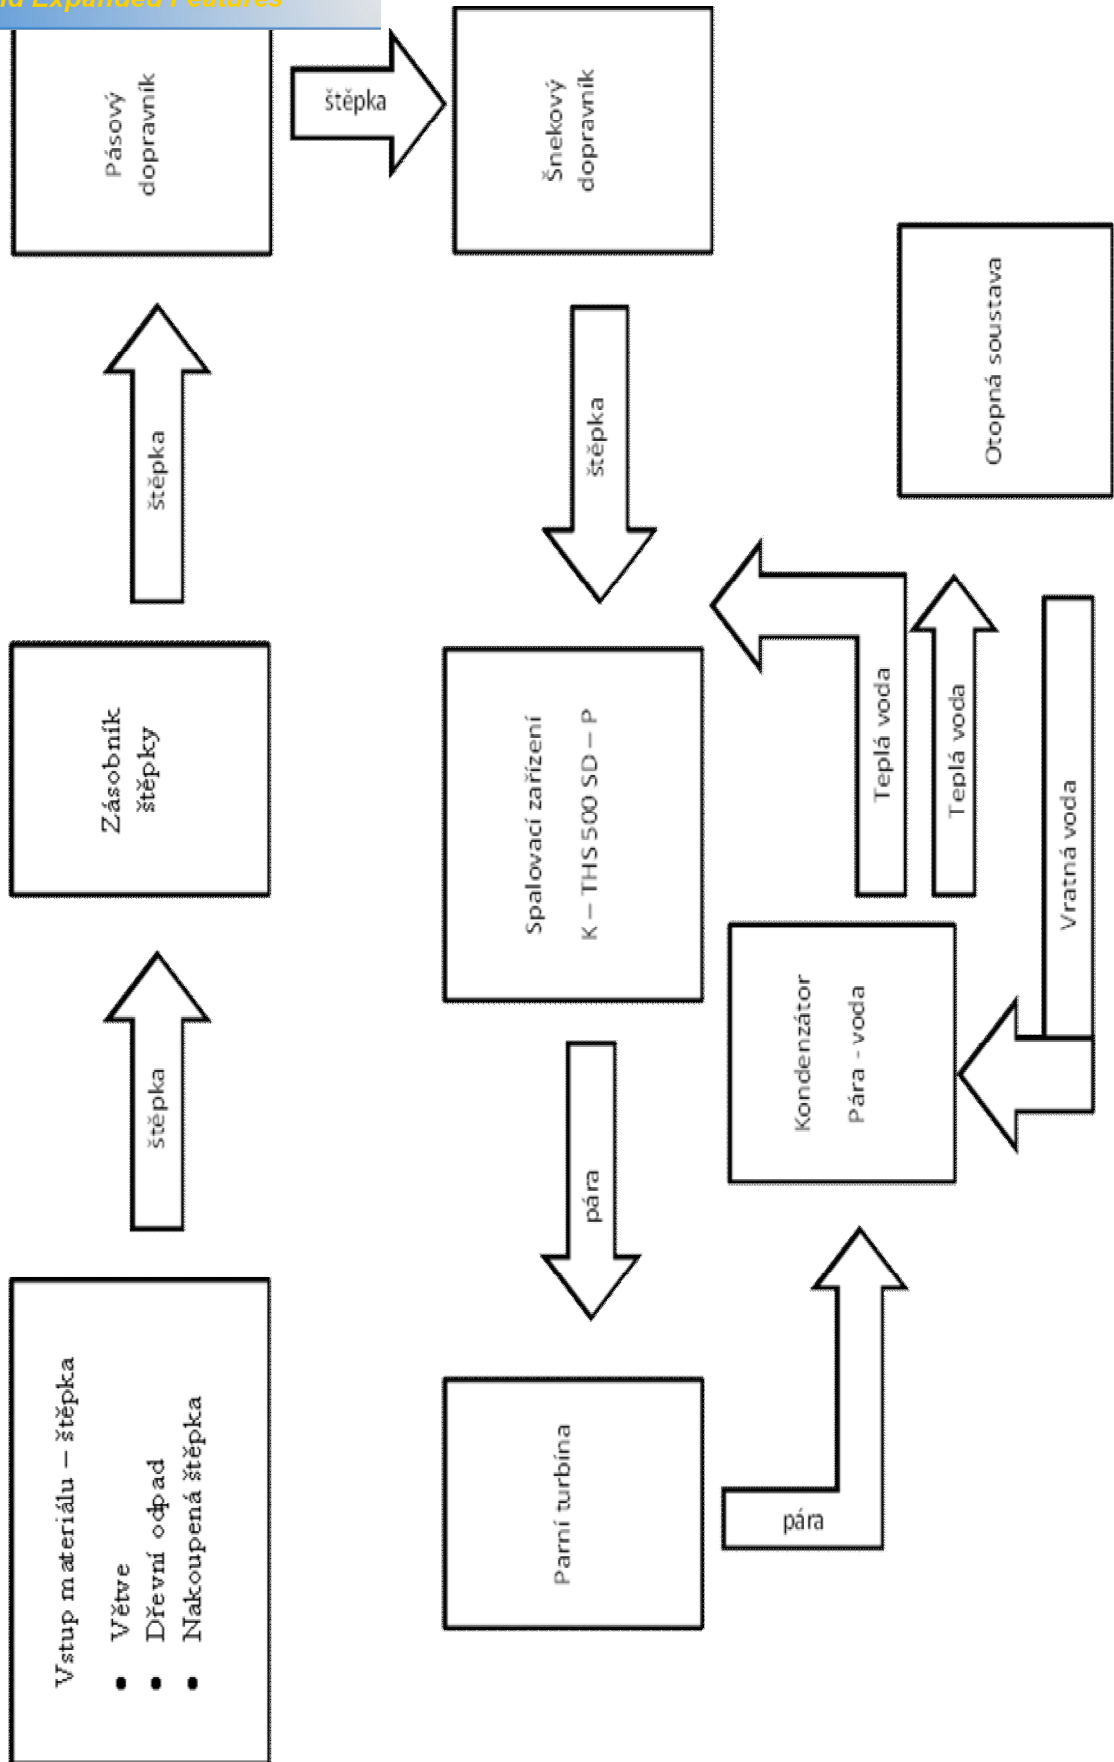 Expanded Features
Vstup materiálu – štěpka
• Větve
• Dřevní odpad
• Nakoupená štěpka
štěpka
Zásobník
štěpky
štěpka
Pásový
dopravník
štěpka
Šnekový
dopravník
štěpka
Spalovací zařízení
K – THS 500 SD – P
pára
Parní turbína
pára
Kondenzátor
Pára - voda
Teplá voda
Teplá voda
Otopná soustava
Vratná voda